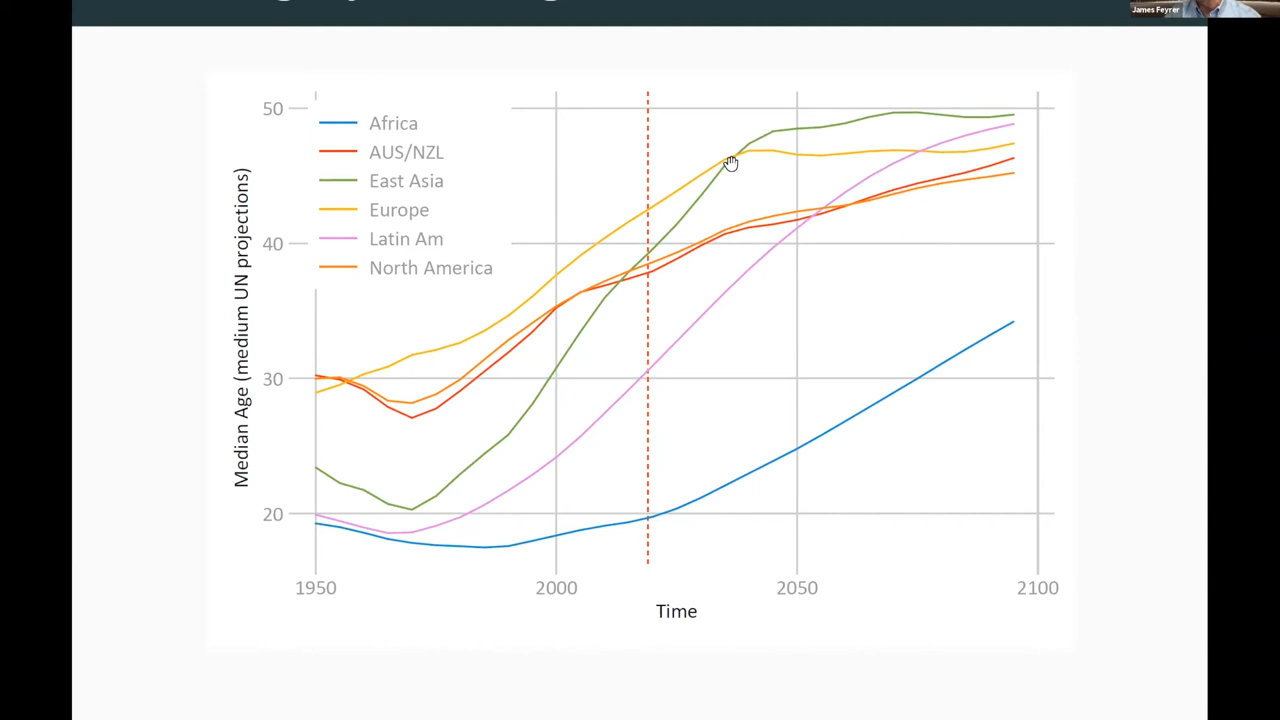 James Feyrer
50
Africa
AUS/NZL
East Asia
Europe
40
Latin Am
North America
30
20
Median Age (medium UN projections)
1950
2000
2050
2100
Time